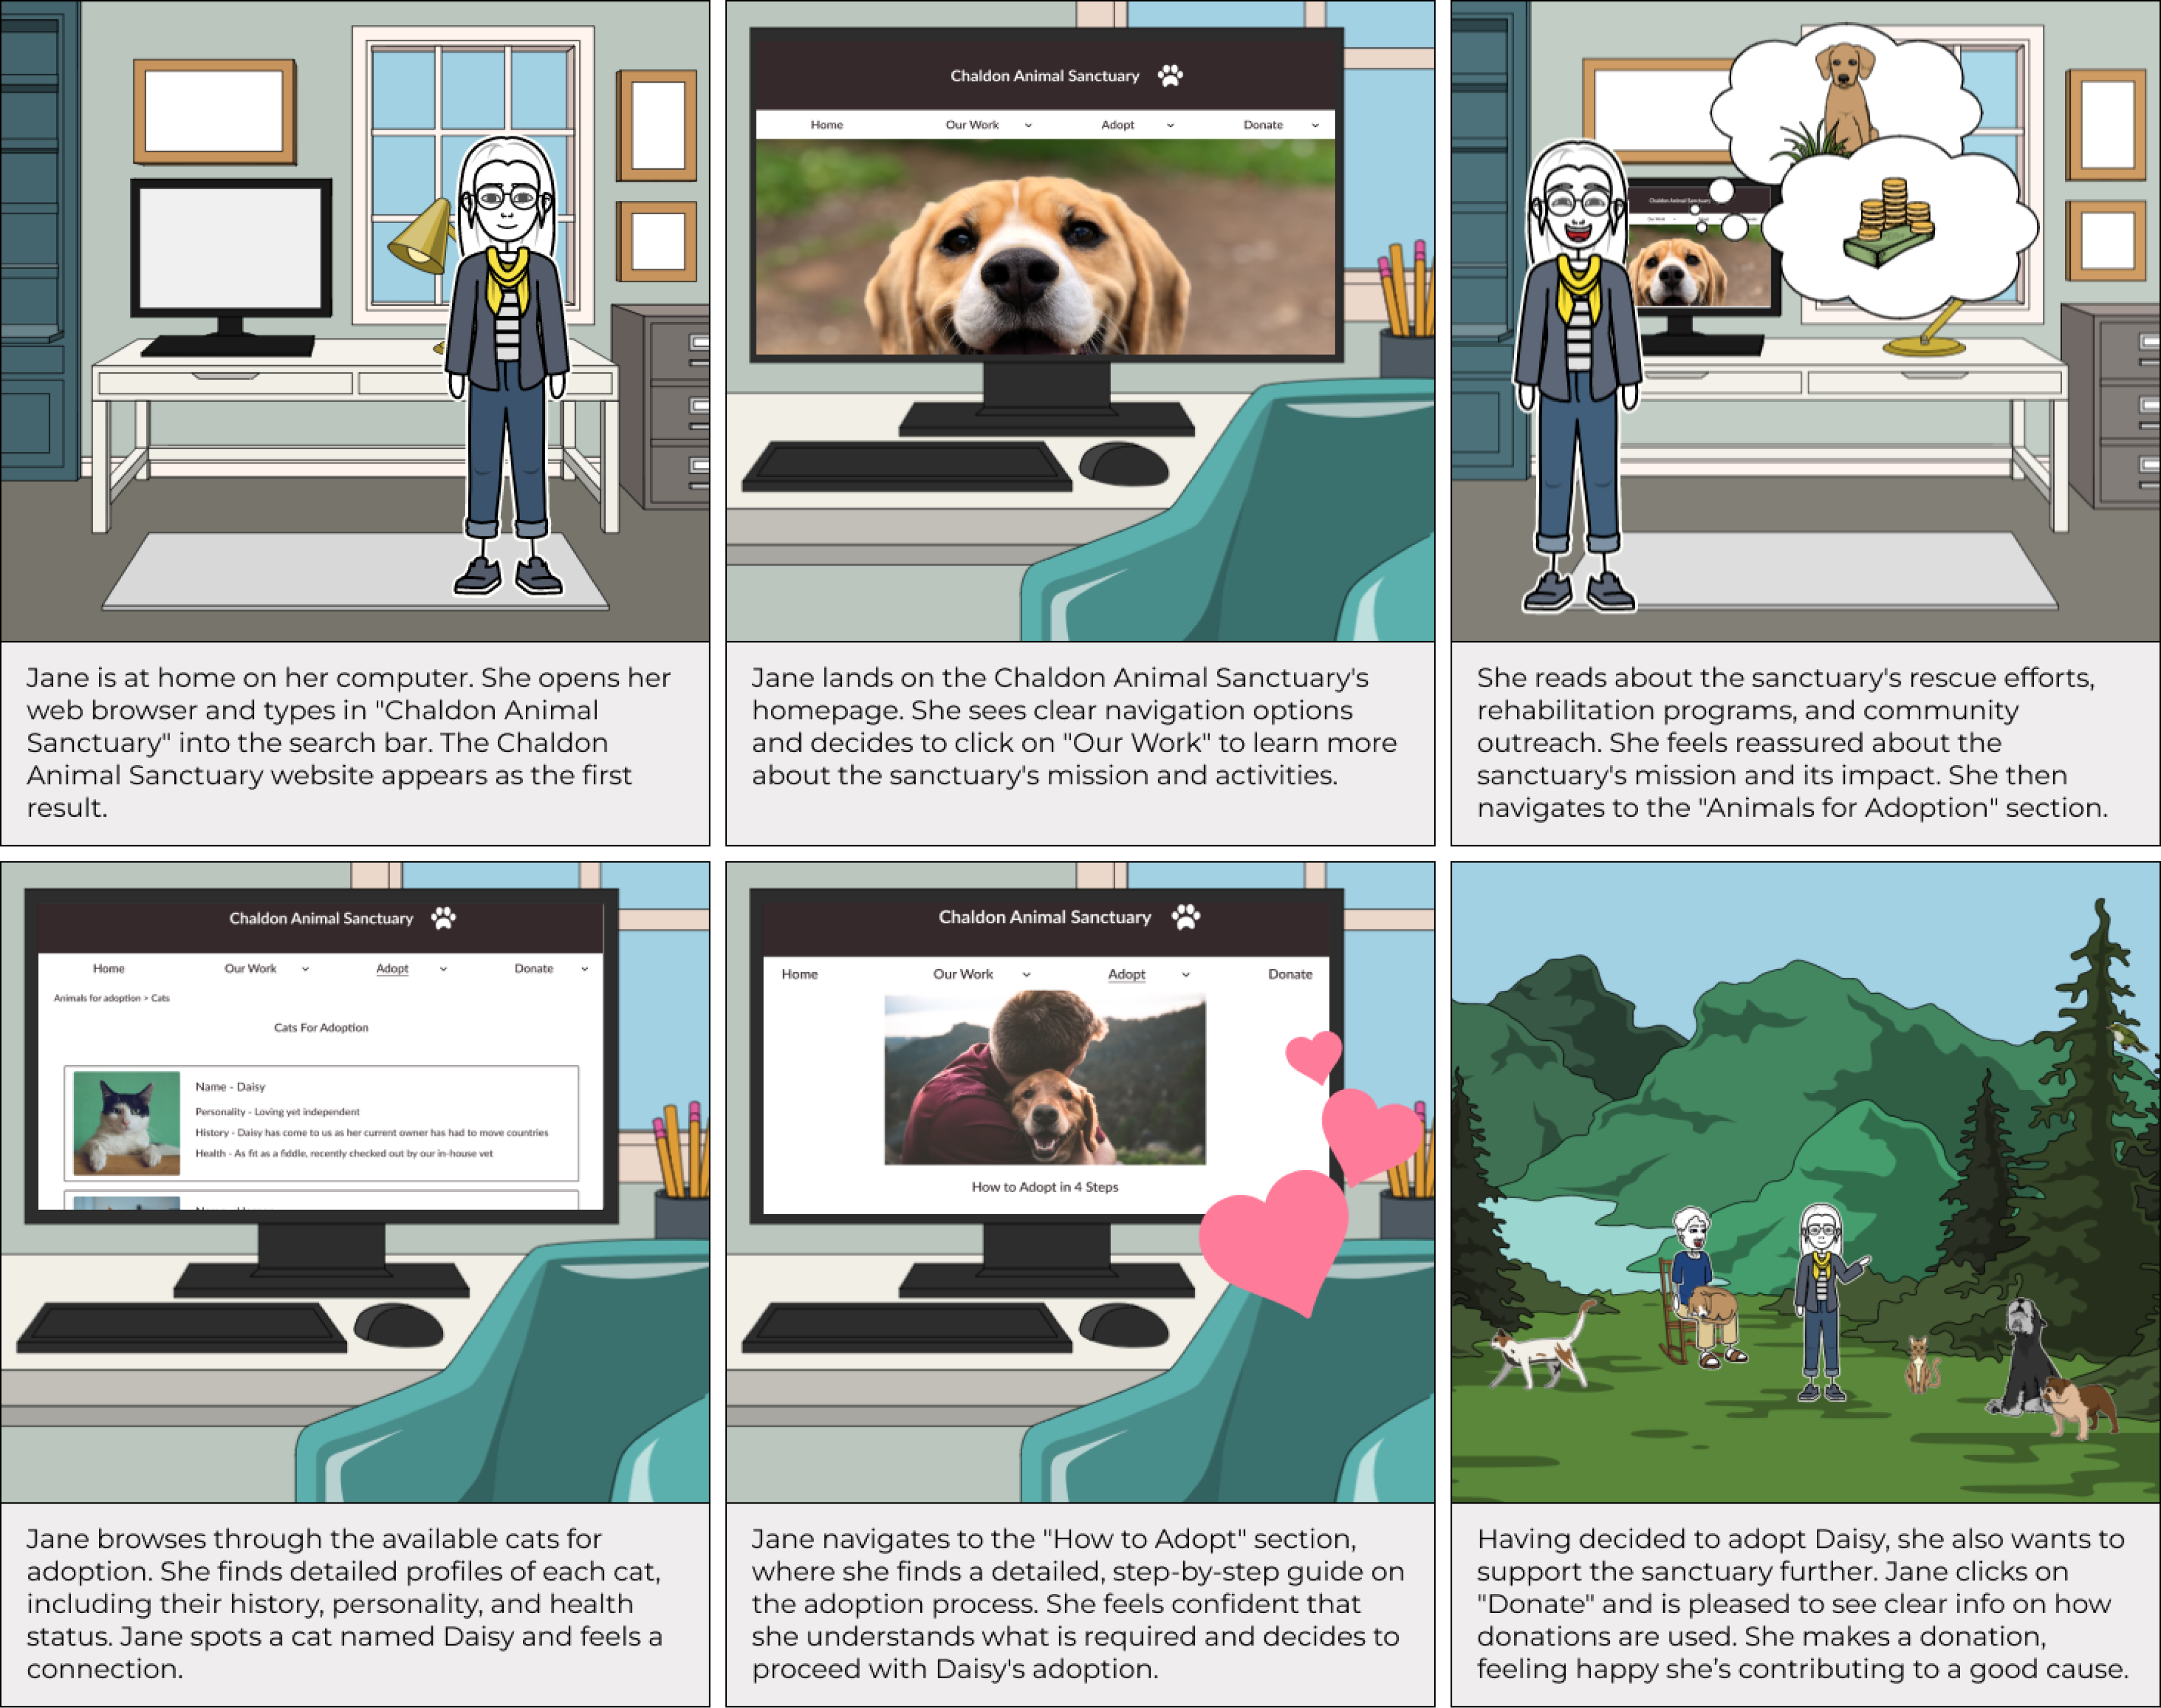 Chaldon Animal Sanctuary
Home Our Work Adopt Donate
Chaldon Animal Sanctuary
Our Work
Jane is at home on her computer. She opens her
web browser and types in "Chaldon Animal
Sanctuary" into the search bar. The Chaldon
Animal Sanctuary website appears as the first
result.
Jane lands on the Chaldon Animal Sanctuary's
homepage. She sees clear navigation options
and decides to click on "Our Work" to learn more
about the sanctuary's mission and activities.
She reads about the sanctuary's rescue efforts,
rehabilitation programs, and community
outreach. She feels reassured about the
sanctuary's mission and its impact. She then
navigates to the "Animals for Adoption" section.
Chaldon Animal Sanctuary
Home Our Work Adopt Donate
Animals for adoption > Cats
Cats For Adoption
Name - Daisy
Personality - Loving yet independent
History - Daisy has come to us as her current owner has had to move countries
Health - As fit as a fiddle, recently checked out by our in-house vet
Chaldon Animal Sanctuary
Home Our Work Adopt Donate
How to Adopt in 4 Steps
Jane browses through the available cats for
adoption. She finds detailed profiles of each cat,
including their history, personality, and health
status. Jane spots a cat named Daisy and feels a
connection.
Jane navigates to the "How to Adopt" section,
where she finds a detailed, step-by-step guide on
the adoption process. She feels confident that
she understands what is required and decides to
proceed with Daisy's adoption.
Having decided to adopt Daisy, she also wants to
support the sanctuary further. Jane clicks on
"Donate" and is pleased to see clear info on how
donations are used. She makes a donation,
feeling happy she’s contributing to a good cause.